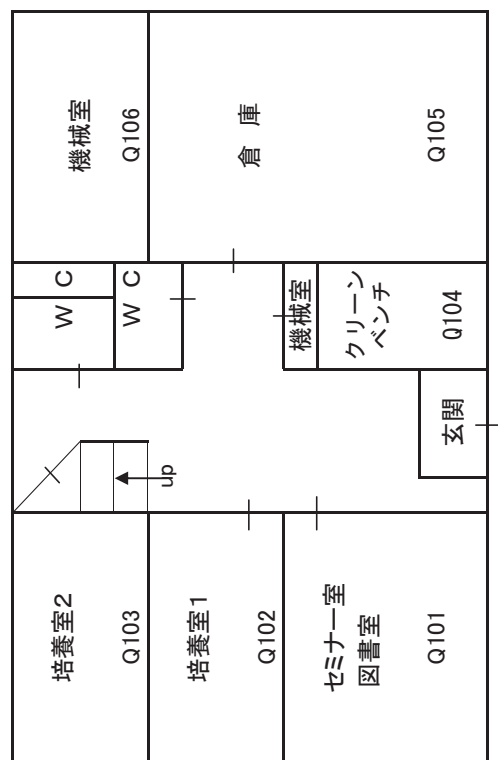 機械室
Q106
倉 庫
Q105
W C
W C
機械室
クリーン
ベンチ
Q104
玄関
up
培養室2
Q103
培養室1
Q102
セミナー室
図書室
Q101